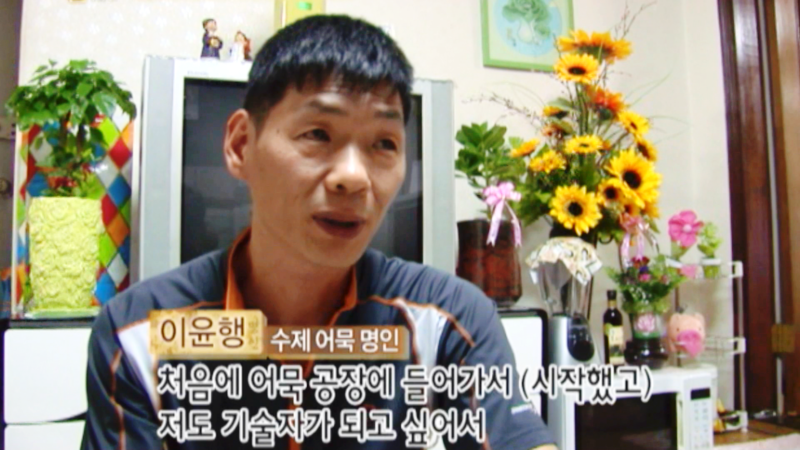 이윤행
수제 어묵 명인
처음에 어묵 공장에 들어가서 (시작했고)
저도 기술자가 되고 싶어서